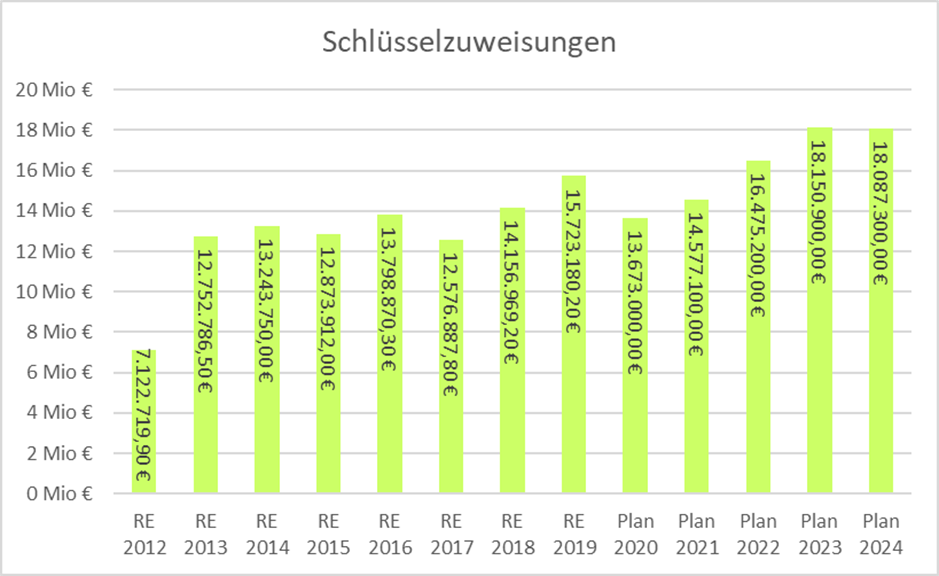 Schlüsselzuweisungen
20 Mio €
18 Mio €
16 Mio €
14 Mio €
12 Mio €
10 Mio €
8 Mio €
6 Mio €
4 Mio €
2 Mio €
0 Mio €
7.122.719,90 €
12.752.786,50 €
13.243.750,00 €
12.873.912,00 €
13.798.870,30 €
12.576.887,80 €
14.156.969,20 €
15.723.180,20 €
13.673.000,00 €
14.577.100,00 €
16.475.200,00 €
18.150.900,00 €
18.087.300,00 €
RE RE RE RE RE RE RE RE Plan Plan Plan Plan Plan
2012 2013 2014 2015 2016 2017 2018 2019 2020 2021 2022 2023 2024